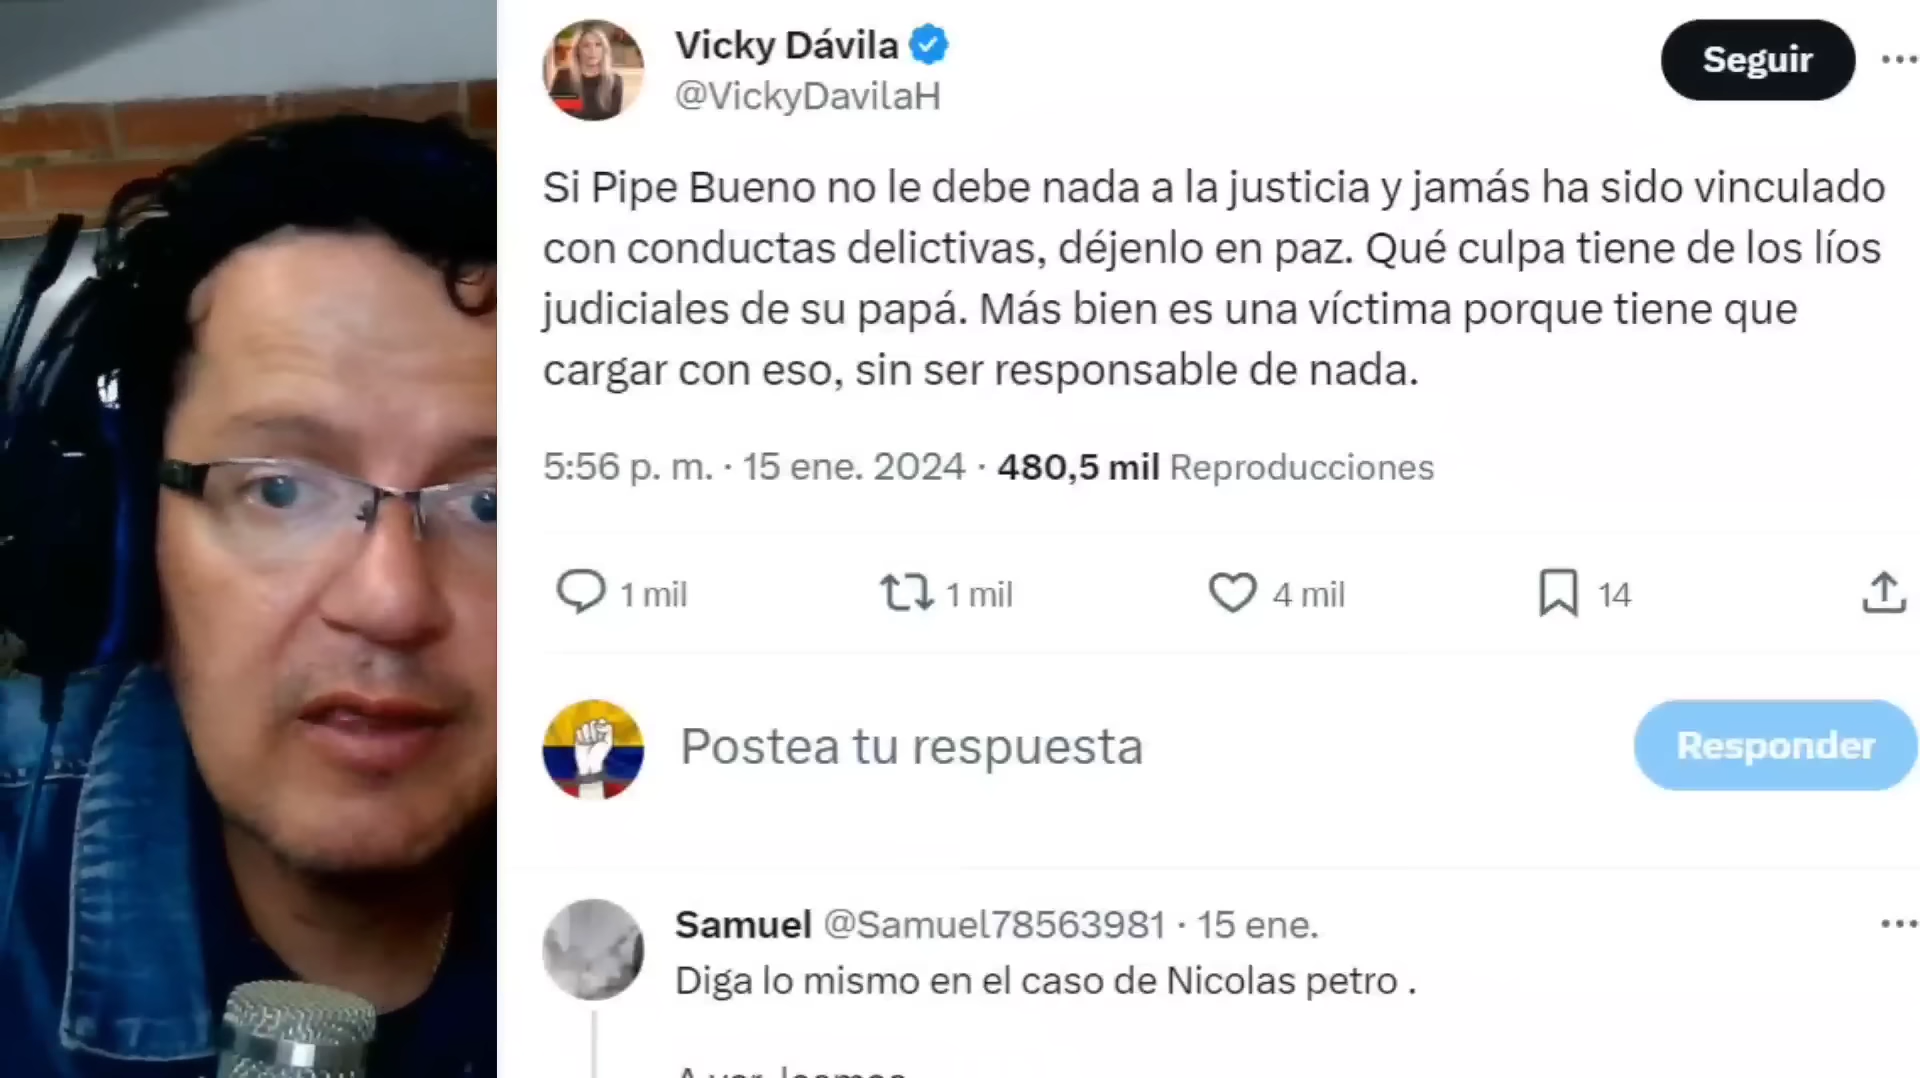 Vicky Dávila
@VickyDavilaH
Seguir
Si Pipe Bueno no le debe nada a la justicia y jamás ha sido vinculado
con conductas delictivas, déjenlo en paz. Qué culpa tiene de los líos
judiciales de su papá. Más bien es una víctima porque tiene que
cargar con eso, sin ser responsable de nada.
5:56 p. m. · 15 ene. 2024 · 480,5 mil Reproducciones
1 mil 1 mil 4 mil 14
Postea tu respuesta
Responder
Samuel @Samuel78563981 · 15 ene.
Diga lo mismo en el caso de Nicolas petro .